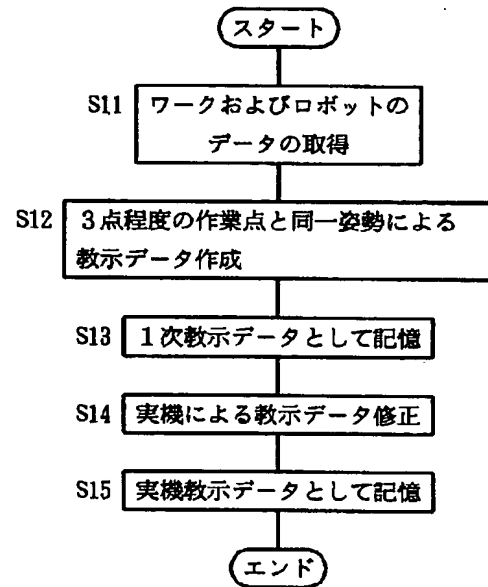 スタート
S11 ワークおよびロボットの
データの取得
S12 3点程度の作業点と同一姿勢による
教示データ作成
S13 1次教示データとして記憶
S14 実機による教示データ修正
S15 実機教示データとして記憶
エンド